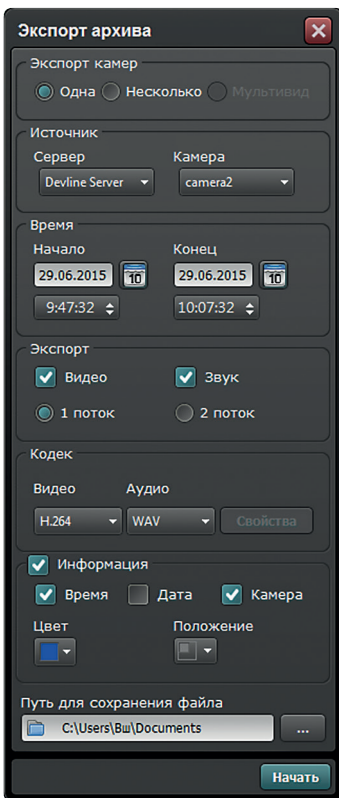 Экспорт архива
Экспорт камер
Одна Несколько Мультивид
Источник
Сервер Камера
Devline Server camera2
Время
Начало Конец
29.06.2015 10 29.06.2015 10
9:47:32 10:07:32
Экспорт
Видео Звук
1 поток 2 поток
Кодек
Видео Аудио
H.264 WAV Свойства
Информация
Время Дата Камера
Цвет Положение
Путь для сохранения файла
C:\Users\Вш\Documents ...
Начать